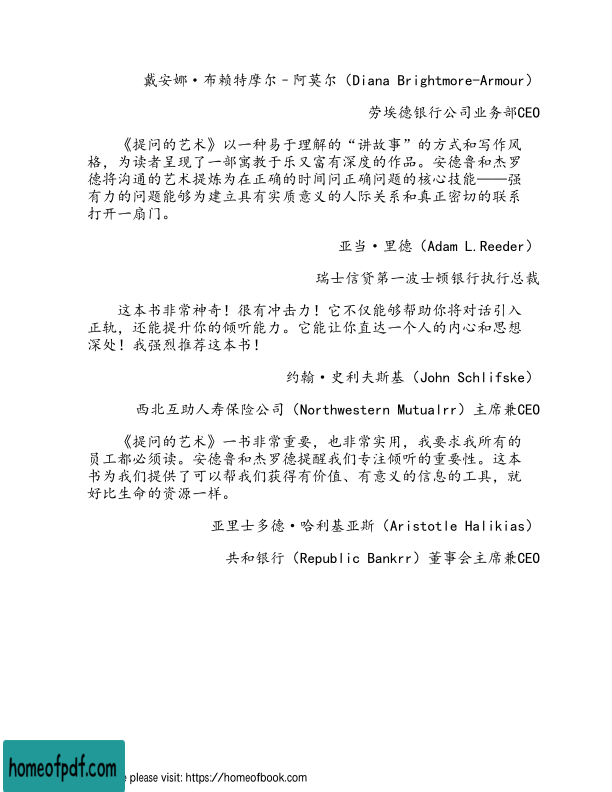 戴安娜·布赖特摩尔–阿莫尔（Diana Brightmore-Armour）
劳埃德银行公司业务部CEO
《提问的艺术》以一种易于理解的“讲故事”的方式和写作风
格，为读者呈现了一部寓教于乐又富有深度的作品。安德鲁和杰罗
德将沟通的艺术提炼为在正确的时间问正确问题的核心技能——强
有力的问题能够为建立具有实质意义的人际关系和真正密切的联系
打开一扇门。
亚当·里德（Adam L.Reeder）
瑞士信贷第一波士顿银行执行总裁
这本书非常神奇！很有冲击力！它不仅能够帮助你将对话引入
正轨，还能提升你的倾听能力。它能让你直达一个人的内心和思想
深处！我强烈推荐这本书！
约翰·史利夫斯基（John Schlifske）
西北互助人寿保险公司（Northwestern Mutualrr）主席兼CEO
《提问的艺术》一书非常重要，也非常实用，我要求我所有的
员工都必须读。安德鲁和杰罗德提醒我们专注倾听的重要性。这本
书为我们提供了可以帮我们获得有价值、有意义的信息的工具，就
好比生命的资源一样。
亚里士多德·哈利基亚斯（Aristotle Halikias）
共和银行（Republic Bankrr）董事会主席兼CEO
homeofpdf.com
e please visit: https://homeofbook.com